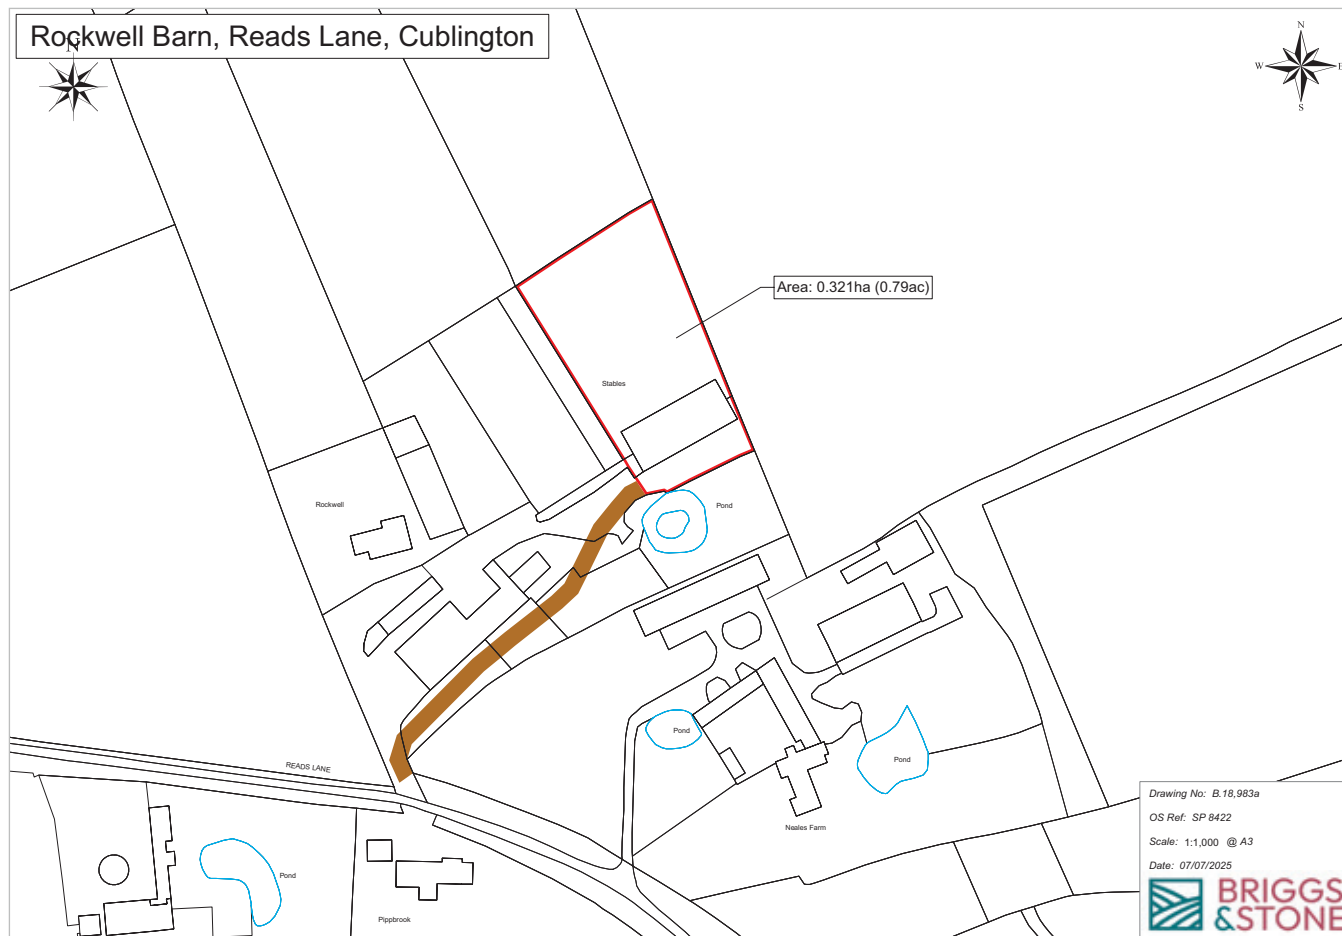 Rockwell Barn, Reads Lane, Cublington
N
N
W
E
S
Area: 0.321ha (0.79ac)
Stables
Rockwell
Pond
READS LANE
Pond
Pond
Neales Farm
Pond
Pippbrook
Drawing No: B.18,983a
OS Ref: SP 8422
Scale: 1:1,000 @ A3
Date: 07/07/2025
BRIGGS
&STONE